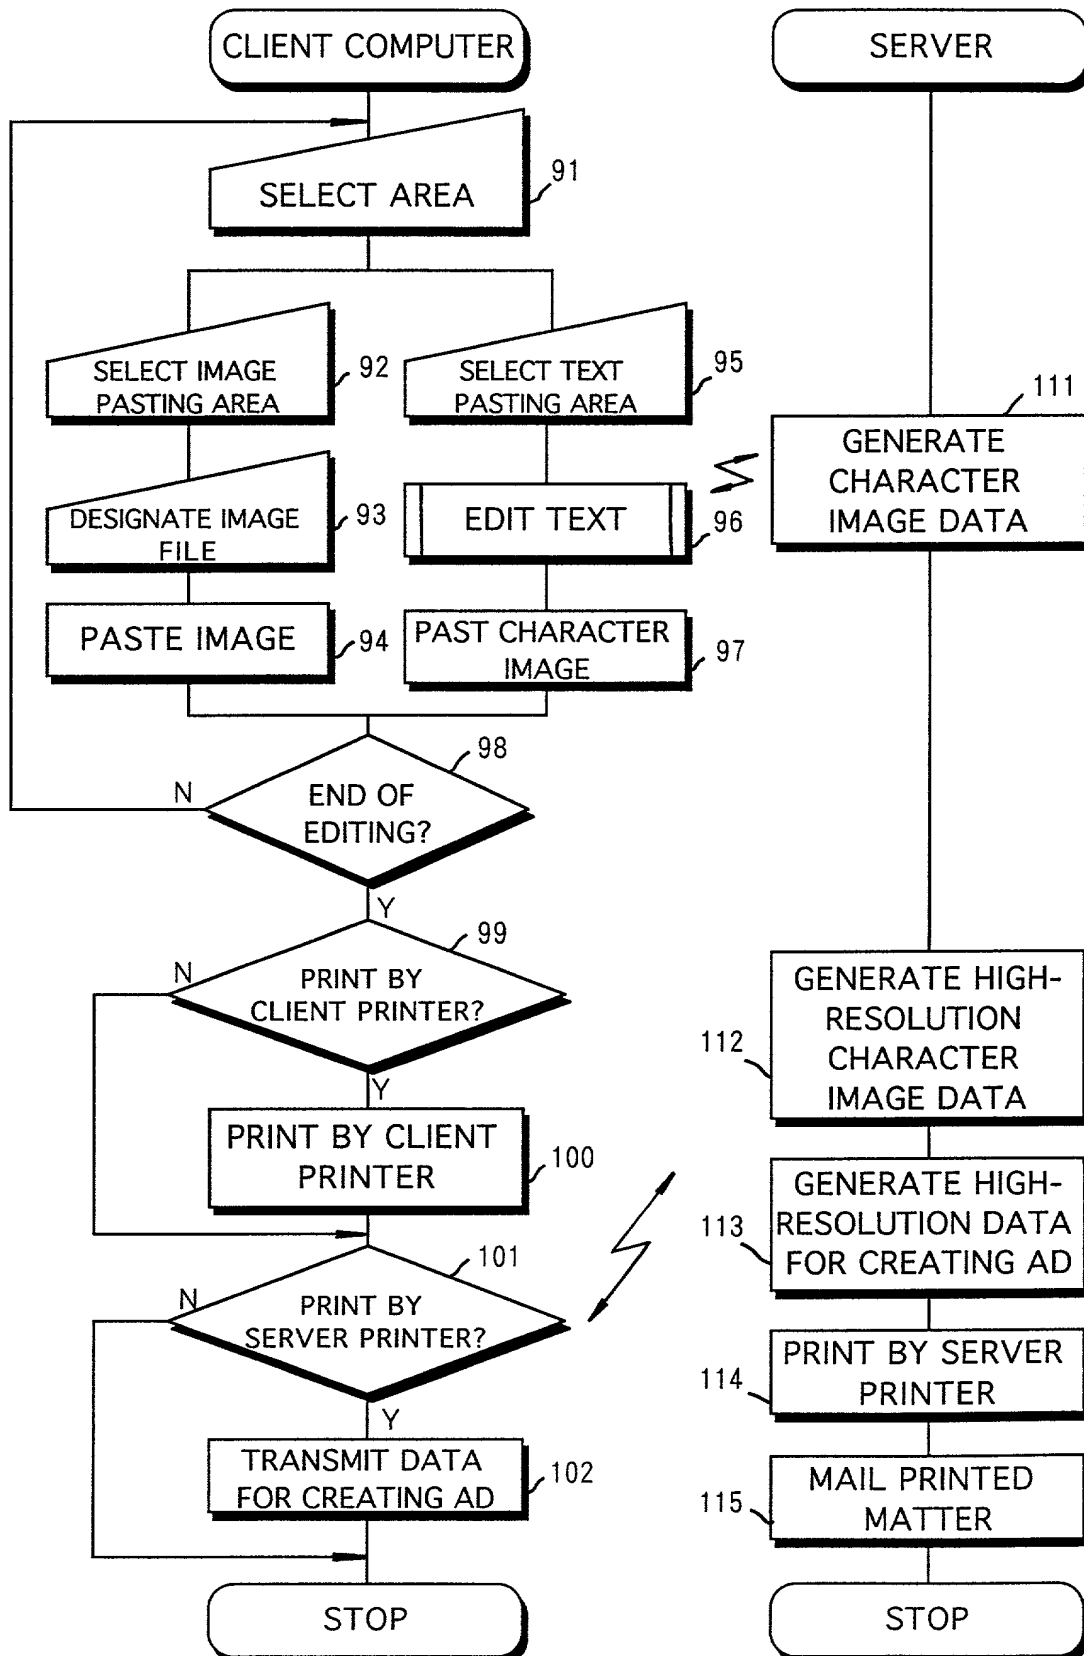 CLIENT COMPUTER
SERVER
SELECT AREA
91
SELECT IMAGE
PASTING AREA
92
SELECT TEXT
PASTING AREA
95
DESIGNATE IMAGE
FILE
93
EDIT TEXT
96
GENERATE
CHARACTER
IMAGE DATA
111
PASTE IMAGE
94
PAST CHARACTER
IMAGE
97
END OF
EDITING?
98
N
Y
PRINT BY
CLIENT PRINTER?
99
N
Y
PRINT BY CLIENT
PRINTER
100
PRINT BY
SERVER PRINTER?
101
N
Y
TRANSMIT DATA
FOR CREATING AD
102
STOP
GENERATE HIGH-
RESOLUTION
CHARACTER
IMAGE DATA
112
GENERATE HIGH-
RESOLUTION DATA
FOR CREATING AD
113
PRINT BY SERVER
PRINTER
114
MAIL PRINTED
MATTER
115
STOP